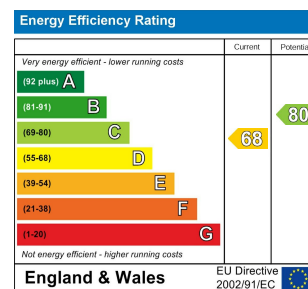 Energy Efficiency Rating
Current Potentia
Very energy efficient - lower running costs
(92 plus) A
(81-91) B
(69-80) C
(55-68) D
(39-54) E
(21-38) F
(1-20) G
68
80
Not energy efficient - higher running costs
England & Wales
EU Directive
2002/91/EC